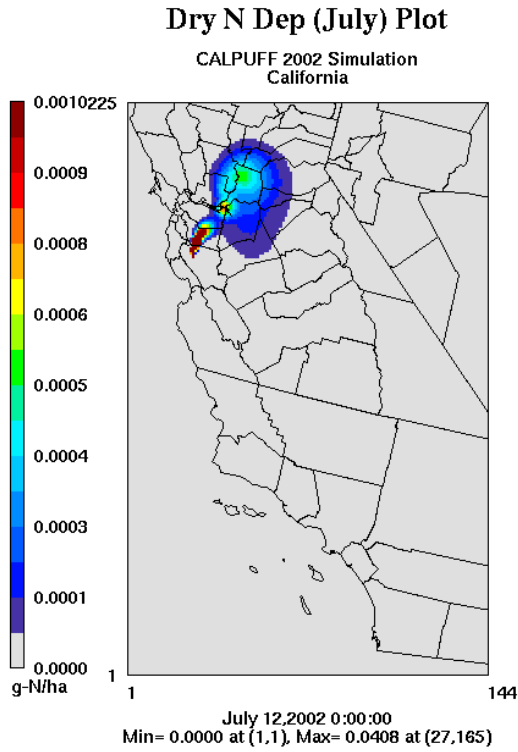 Dry N Dep (July) Plot
CALPUFF 2002 Simulation
California
0.0010
225
0.0009
0.0008
0.0006
0.0005
0.0004
0.0003
0.0001
0.0000
1
g-N/ha
1
144
July 12,2002 0:00:00
Min= 0.0000 at (1,1), Max= 0.0408 at (27,165)